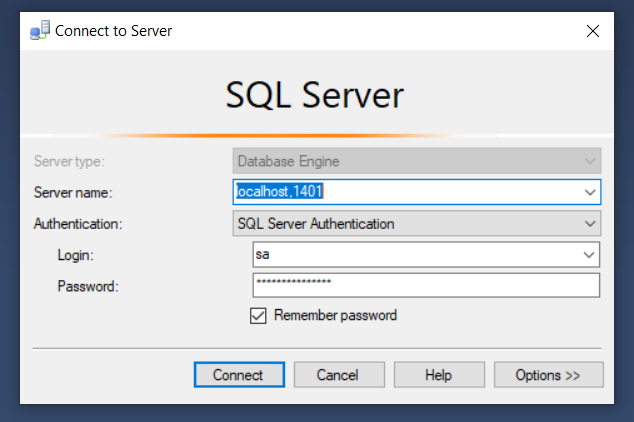 Connect to Server
SQL Server
Server type: Database Engine
Server name: localhost,1401
Authentication: SQL Server Authentication
Login: sa
Password: ***************
Remember password
Connect Cancel Help Options >>